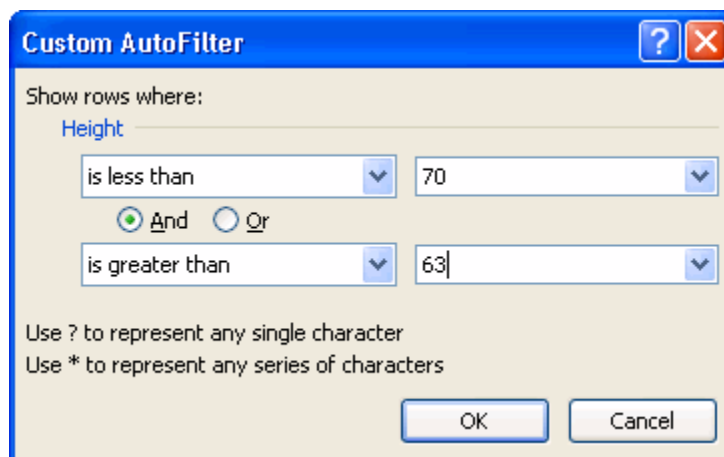 Custom AutoFilter
?
Show rows where:
Height
is less than 70
And Or
is greater than 63
Use ? to represent any single character
Use * to represent any series of characters
OK Cancel